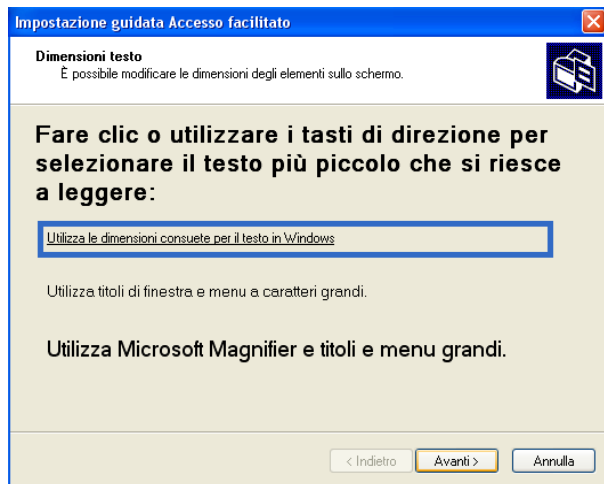 Impostazione guidata Accesso facilitato
Dimensioni testo
È possibile modificare le dimensioni degli elementi sullo schermo.
Fare clic o utilizzare i tasti di direzione per
selezionare il testo più piccolo che si riesce
a leggere:
Utilizza le dimensioni consuete per il testo in Windows
Utilizza titoli di finestra e menu a caratteri grandi.
Utilizza Microsoft Magnifier e titoli e menu grandi.
< Indietro
Avanti >
Annulla